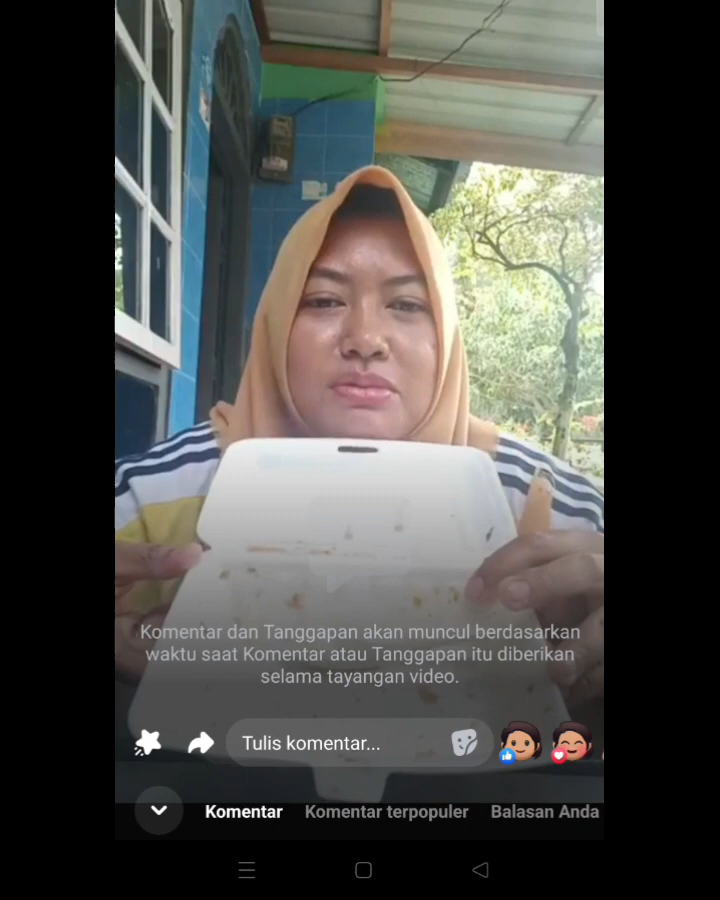 Komentar dan Tanggapan akan muncul berdasarkan
waktu saat Komentar atau Tanggapan itu diberikan
selama tayangan video.
Tulis komentar...
Komentar
Komentar terpopuler
Balasan Anda